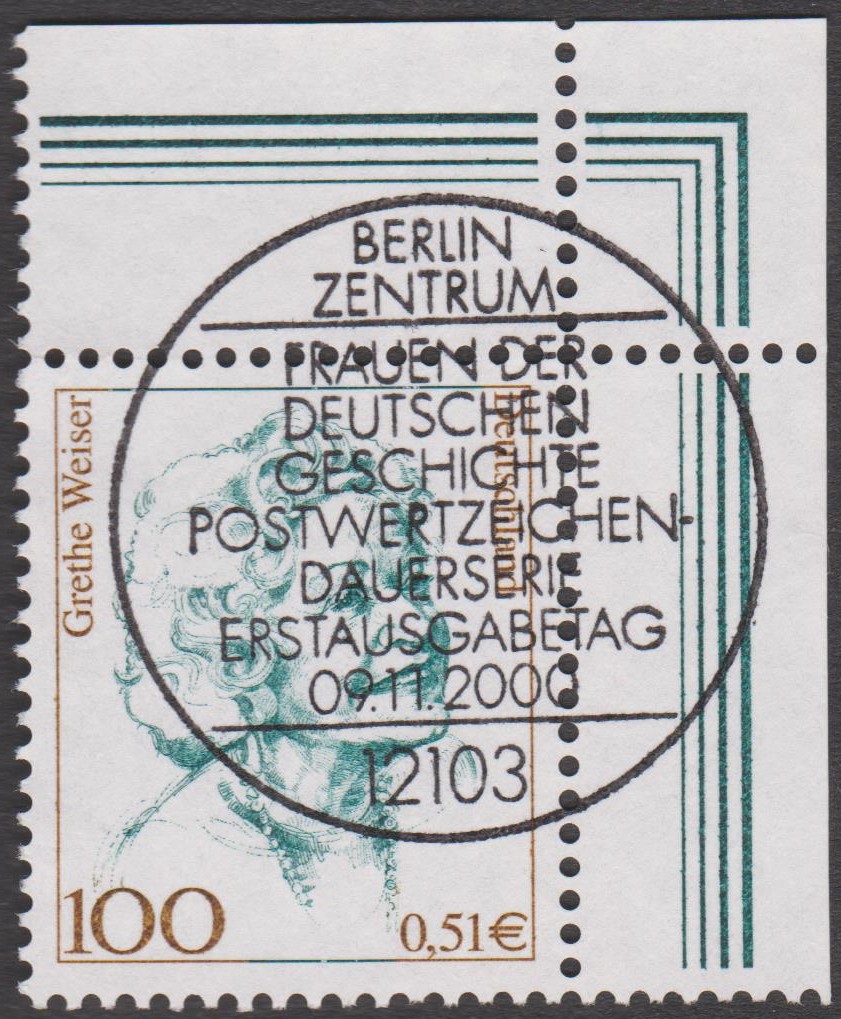 BERLIN
ZENTRUM
FRAUEN DER
DEUTSCHEN
GESCHICHTE
POSTWERTZEICHEN-
DAUERSERIE
ERSTAUSGABETAG
09.11.2000
12103
Grethe Weiser
Deutschland
100
0,51€